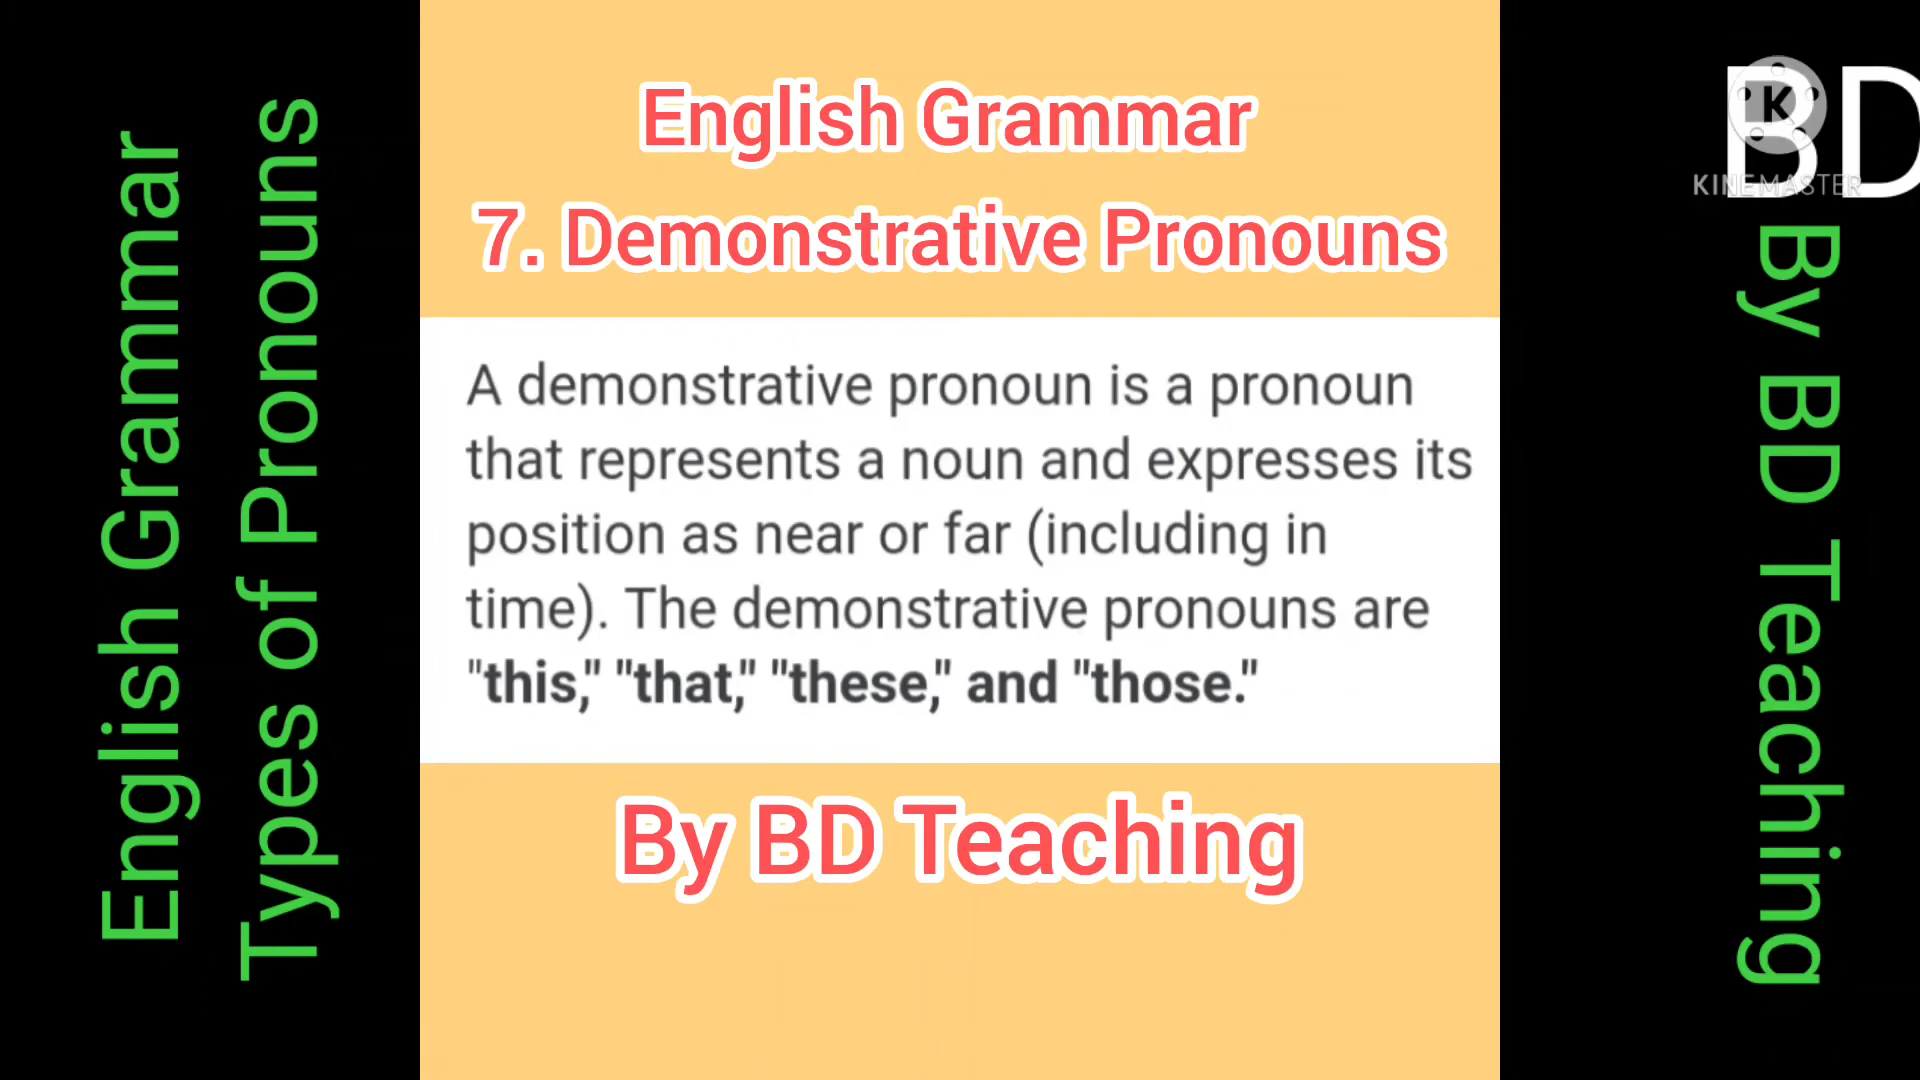 English Grammar
Types of Pronouns
English Grammar
7. Demonstrative Pronouns
A demonstrative pronoun is a pronoun
that represents a noun and expresses its
position as near or far (including in
time). The demonstrative pronouns are
"this," "that," "these," and "those."
By BD Teaching
BD
K
KINEMASTER
By BD Teaching